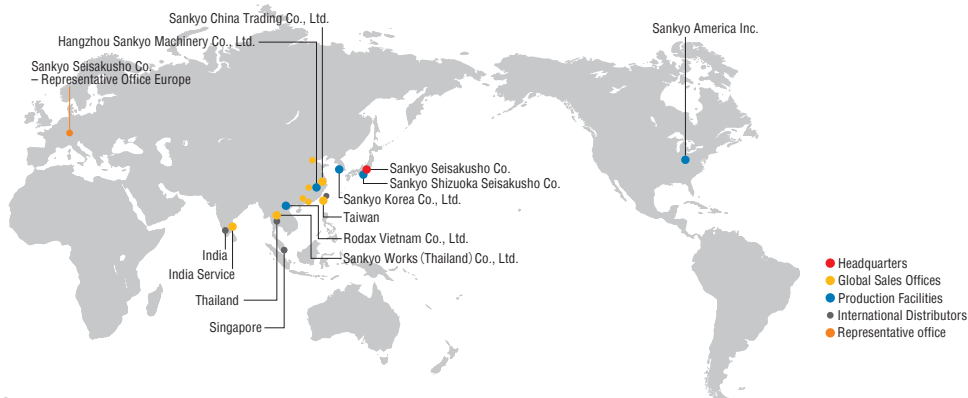 Sankyo China Trading Co., Ltd.
Hangzhou Sankyo Machinery Co., Ltd.
Sankyo Seisakusho Co.
– Representative Office Europe
Sankyo America Inc.
Sankyo Seisakusho Co.
Sankyo Shizuoka Seisakusho Co.
Sankyo Korea Co., Ltd.
Taiwan
Rodax Vietnam Co., Ltd.
Sankyo Works (Thailand) Co., Ltd.
India
India Service
Thailand
Singapore
Headquarters
Global Sales Offices
Production Facilities
International Distributors
Representative office